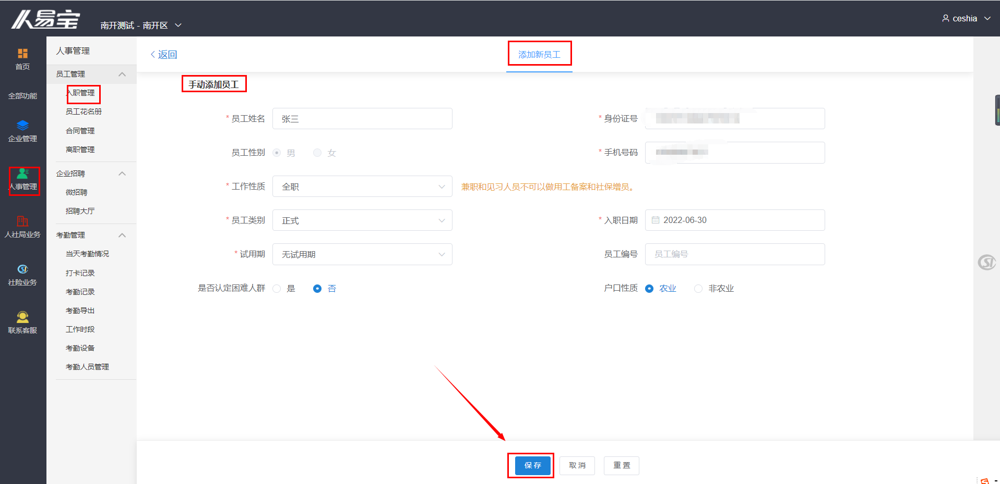 人易宝
南开测试 - 南开区
ceshia
首页
全部功能
企业管理
人事管理
人社局业务
社险业务
联系客服
人事管理
员工管理
入职管理
员工花名册
合同管理
离职管理
企业招聘
微招聘
招聘大厅
考勤管理
当天考勤情况
打卡记录
考勤记录
考勤导出
工作时段
考勤设备
考勤人员管理
返回
添加新员工
手动添加员工
* 员工姓名 张三
* 身份证号
员工性别 男 女
* 手机号码
* 工作性质 全职 兼职和见习人员不可以做用工备案和社保增员。
* 员工类别 正式
* 入职日期 2022-06-30
* 试用期 无试用期
员工编号 员工编号
是否认定困难人群 是 否
户口性质 农业 非农业
保存 取消 重置